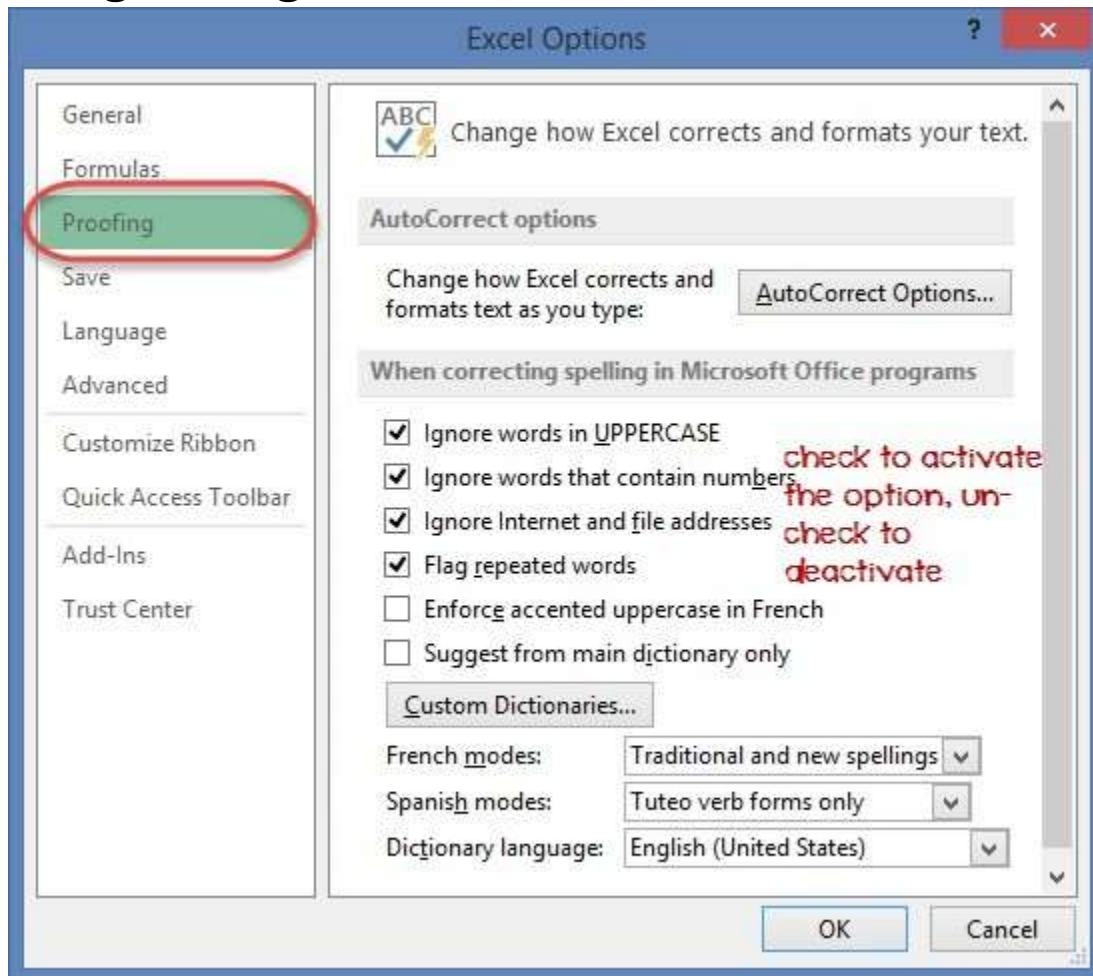 Excel Options
?
×
General
Formulas
Proofing
Save
Language
Advanced
Customize Ribbon
Quick Access Toolbar
Add-Ins
Trust Center
ABC
Change how Excel corrects and formats your text.
AutoCorrect options
Change how Excel corrects and
formats text as you type:
AutoCorrect Options...
When correcting spelling in Microsoft Office programs
Ignore words in UPPERCASE
Ignore words that contain numbers
Ignore Internet and file addresses
Flag repeated words
Enforce accented uppercase in French
Suggest from main dictionary only
check to activate
the option, un-
check to
deactivate
Custom Dictionaries...
French modes:
Traditional and new spellings
Spanish modes:
Tuteo verb forms only
Dictionary language:
English (United States)
OK
Cancel